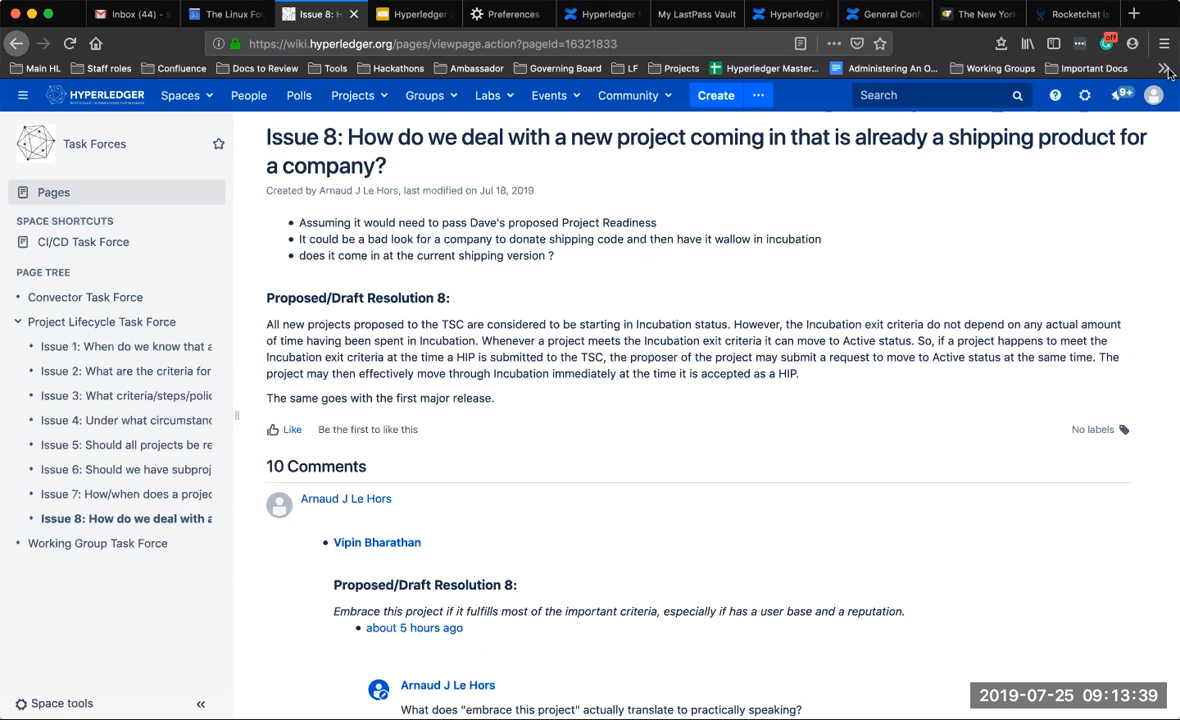 Inbox (44) - s
The Linux Fou
Issue 8: H
Hyperledger
Preferences
Hyperledger
My LastPass Vault
Hyperledger
General Conf
The New York
Rocketchat is
https://wiki.hyperledger.org/pages/viewpage.action?pageId=16321833
off
Main HL
Staff roles
Confluence
Docs to Review
Tools
Hackathons
Ambassador
Governing Board
LF
Projects
Hyperledger Master...
Administering An O...
Working Groups
Important Docs
HYPERLEDGER
Spaces
People
Polls
Projects
Groups
Labs
Events
Community
Create
Search
9+
Task Forces
Pages
SPACE SHORTCUTS
CI/CD Task Force
PAGE TREE
Convector Task Force
Project Lifecycle Task Force
Issue 1: When do we know that a
Issue 2: What are the criteria for
Issue 3: What criteria/steps/polic
Issue 4: Under what circumstanc
Issue 5: Should all projects be re
Issue 6: Should we have subproj
Issue 7: How/when does a projec
Issue 8: How do we deal with a
Working Group Task Force
Space tools
Issue 8: How do we deal with a new project coming in that is already a shipping product for
a company?
Created by Arnaud J Le Hors, last modified on Jul 18, 2019
• Assuming it would need to pass Dave's proposed Project Readiness
• It could be a bad look for a company to donate shipping code and then have it wallow in incubation
• does it come in at the current shipping version ?
Proposed/Draft Resolution 8:
All new projects proposed to the TSC are considered to be starting in Incubation status. However, the Incubation exit criteria do not depend on any actual amount
of time having been spent in Incubation. Whenever a project meets the Incubation exit criteria it can move to Active status. So, if a project happens to meet the
Incubation exit criteria at the time a HIP is submitted to the TSC, the proposer of the project may submit a request to move to Active status at the same time. The
project may then effectively move through Incubation immediately at the time it is accepted as a HIP.
The same goes with the first major release.
Like Be the first to like this
No labels
10 Comments
Arnaud J Le Hors
• Vipin Bharathan
Proposed/Draft Resolution 8:
Embrace this project if it fulfills most of the important criteria, especially if has a user base and a reputation.
• about 5 hours ago
Arnaud J Le Hors
What does "embrace this project" actually translate to practically speaking?
2019-07-25 09:13:39